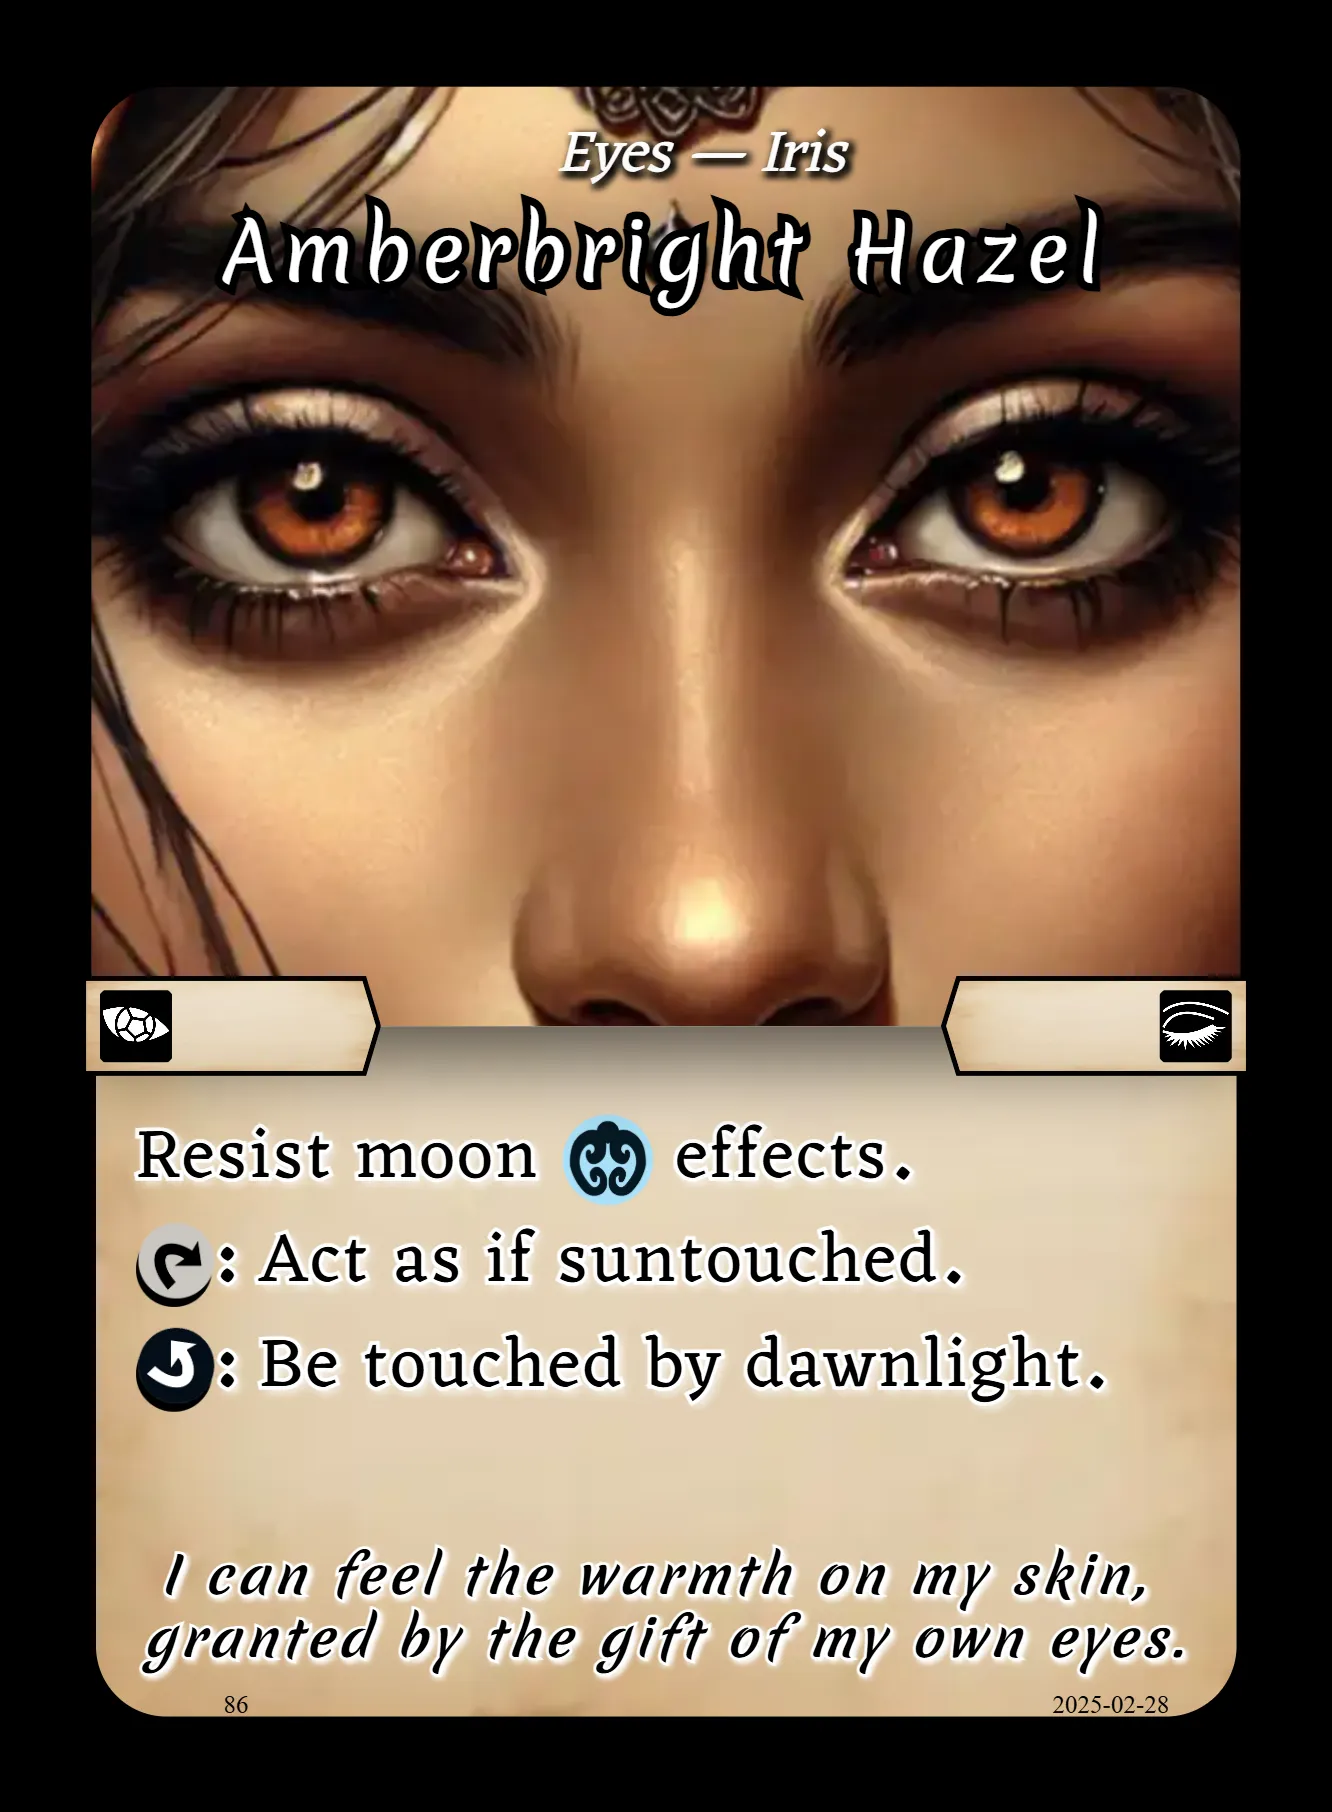 Eyes — Iris
Amberbright Hazel
Resist moon effects.
: Act as if suntouched.
: Be touched by dawnlight.
I can feel the warmth on my skin,
granted by the gift of my own eyes.
86 2025-02-28